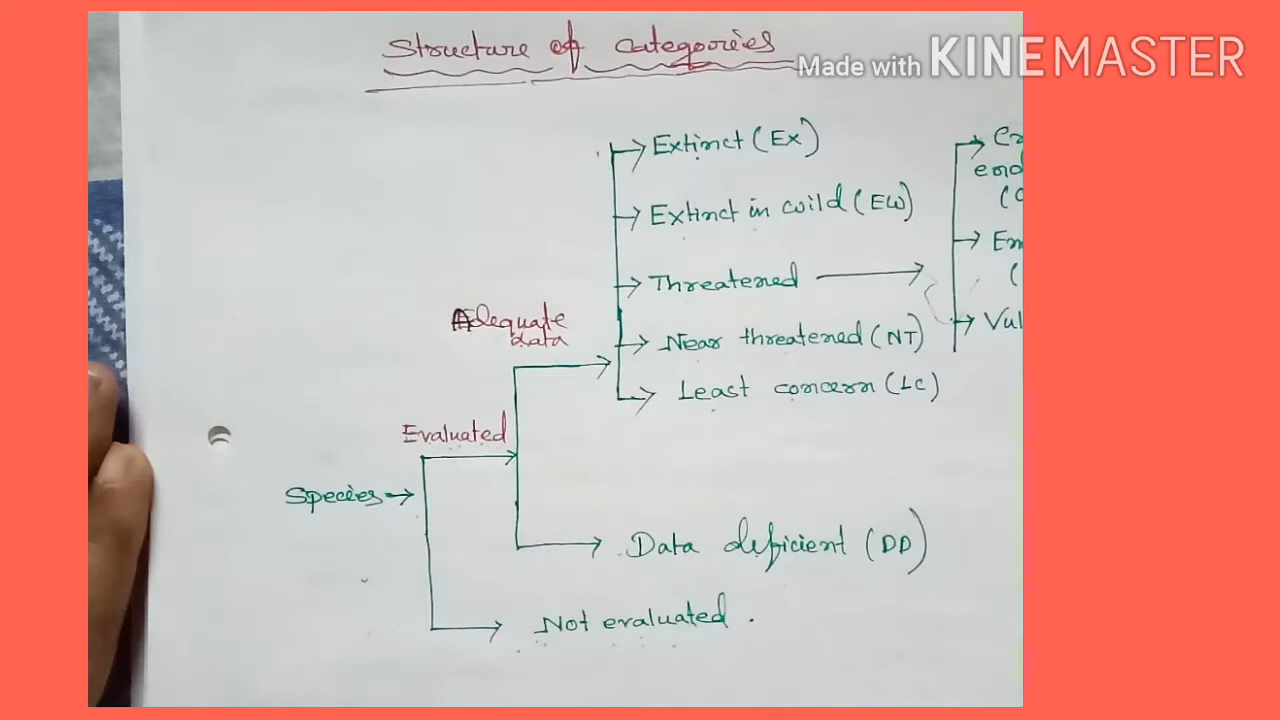 Structure of categories
Made with KINEMASTER
Extinct (EX)
Extinct in wild (EW)
Threatened
Near threatened (NT)
Least concern (LC)
Adequate
data
Evaluated
Species
Data deficient (DD)
Not evaluated.